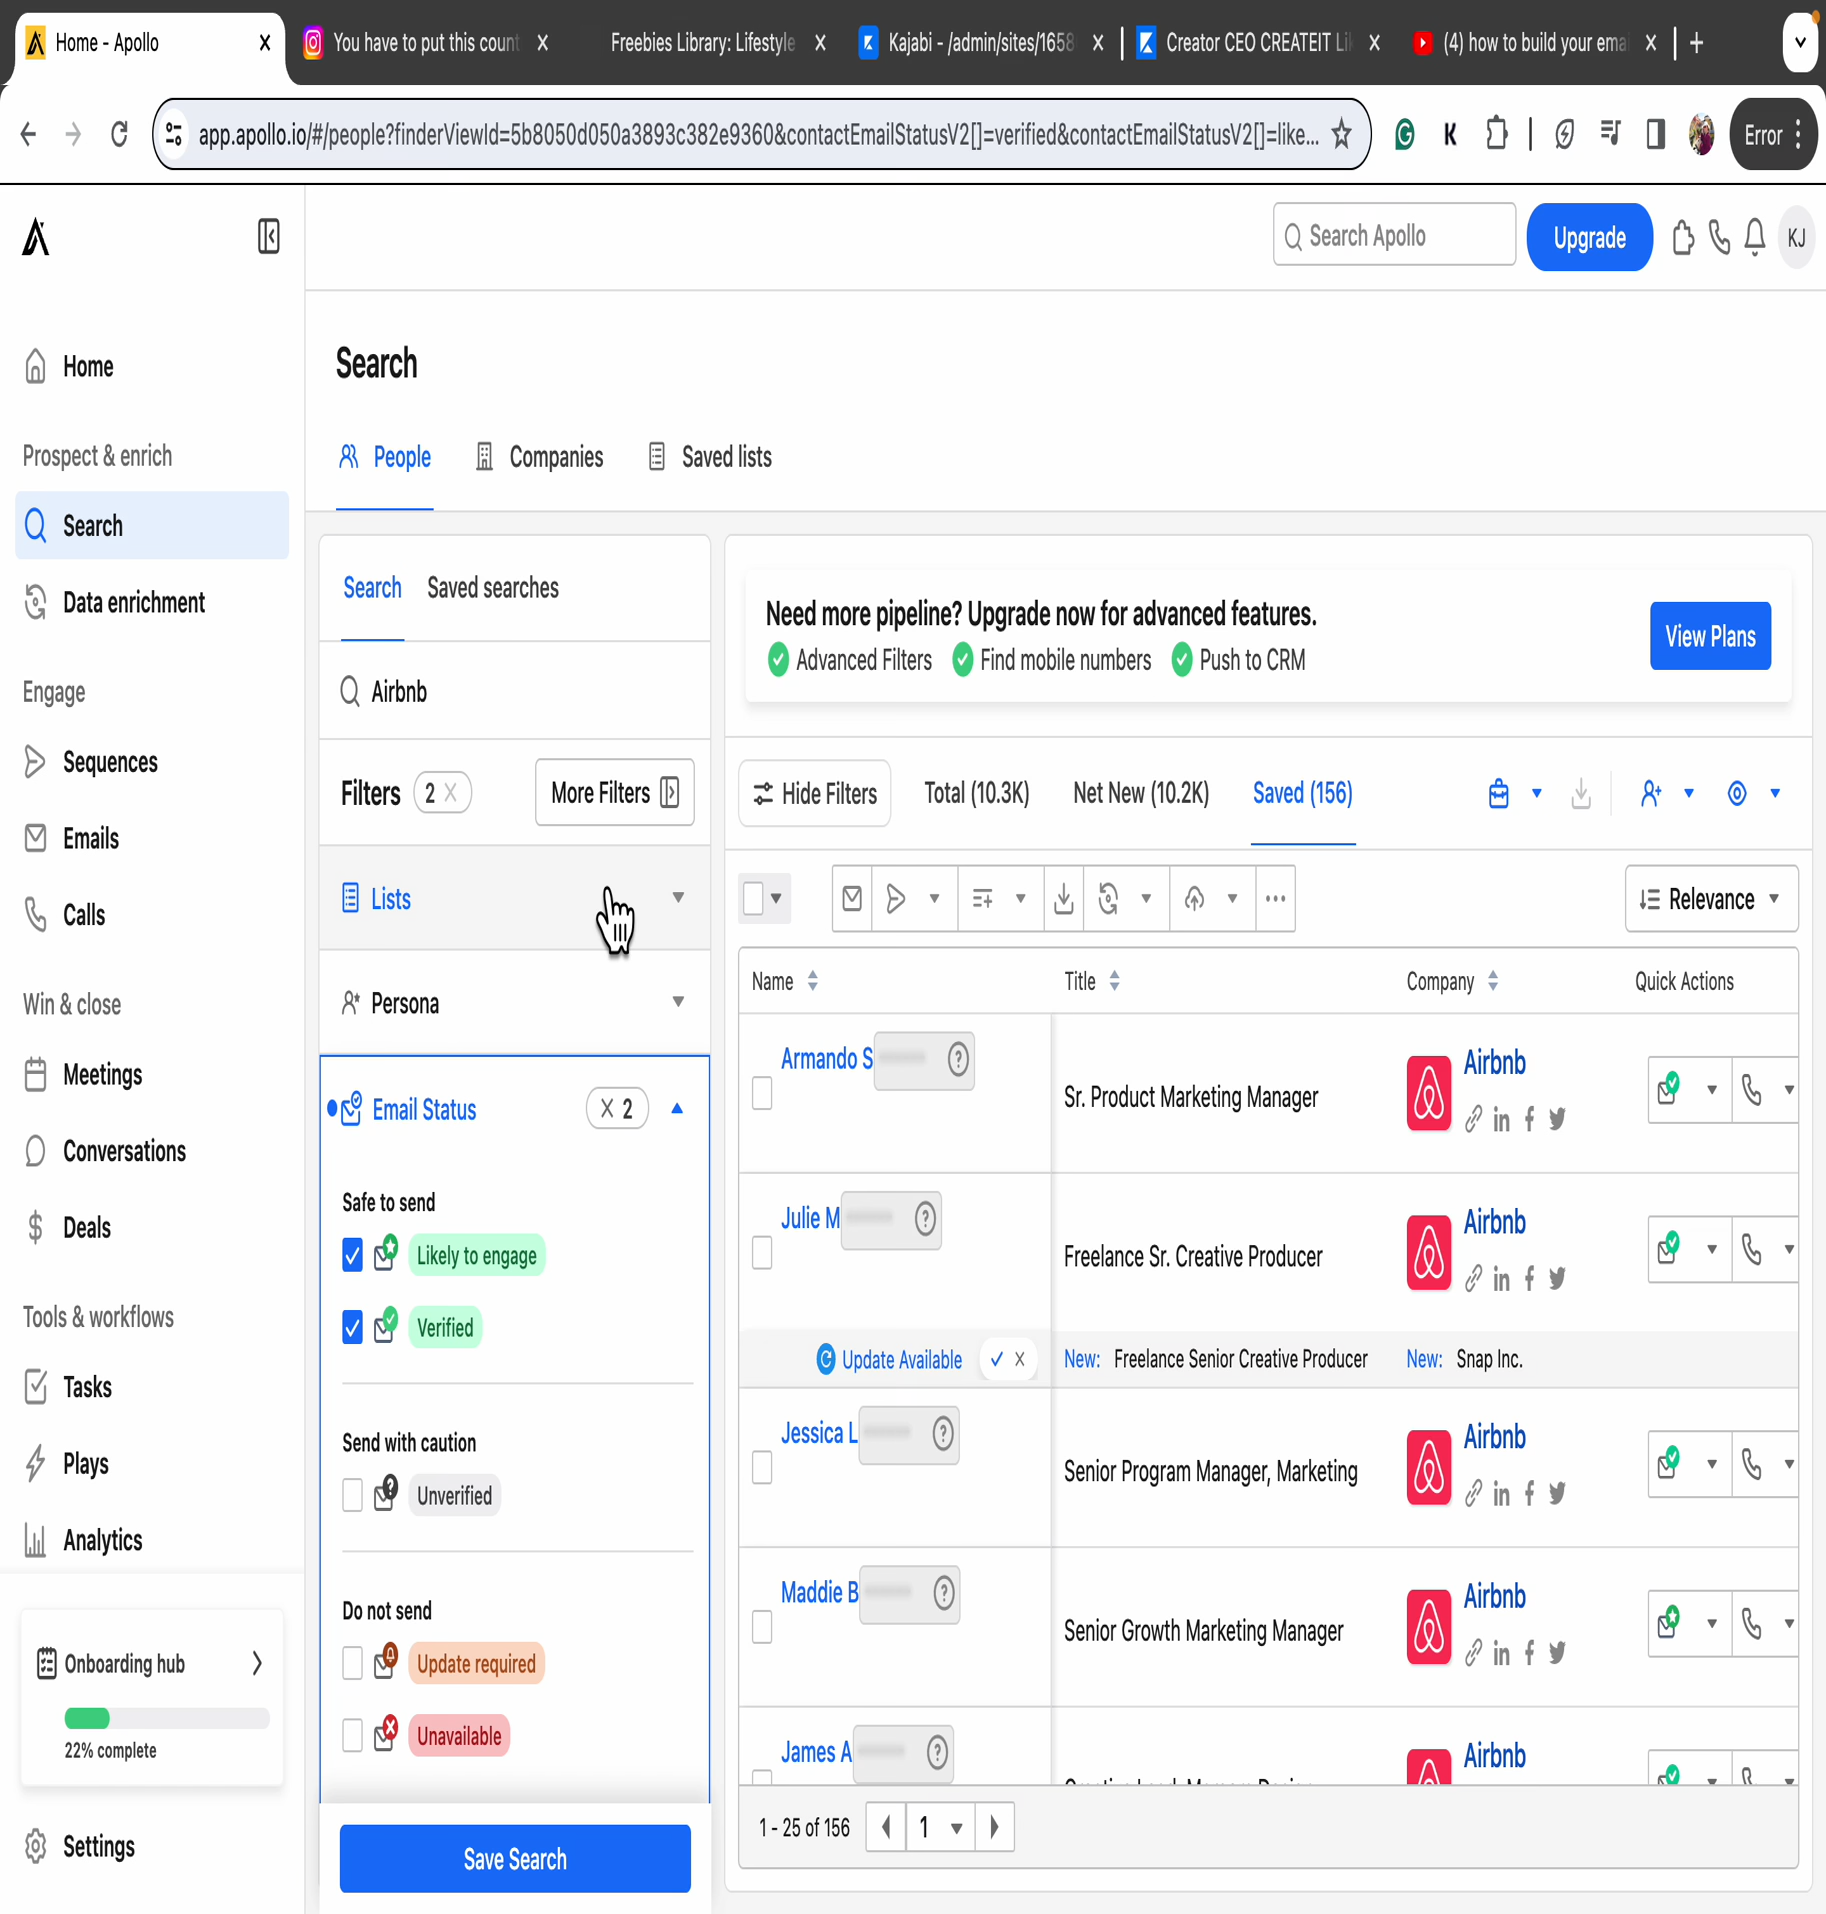 Home - Apollo
You have to put this count
Freebies Library: Lifestyle
Kajabi - /admin/sites/1658
Creator CEO CREATEIT Li
(4) how to build your ema
app.apollo.io/#/people?finderViewId=5b8050d050a3893c382e9360&contactEmailStatusV2[]=verified&contactEmailStatusV2[]=like...
K
Error
Search Apollo
Upgrade
KJ
Home
Prospect & enrich
Search
Data enrichment
Engage
Sequences
Emails
Calls
Win & close
Meetings
Conversations
Deals
Tools & workflows
Tasks
Plays
Analytics
Onboarding hub
22% complete
Settings
Search
People
Companies
Saved lists
Search
Saved searches
Airbnb
Filters
2
More Filters
Lists
Persona
Email Status
2
Safe to send
Likely to engage
Verified
Send with caution
Unverified
Do not send
Update required
Unavailable
Save Search
Need more pipeline? Upgrade now for advanced features.
Advanced Filters
Find mobile numbers
Push to CRM
View Plans
Hide Filters
Total (10.3K)
Net New (10.2K)
Saved (156)
Relevance
Name
Title
Company
Quick Actions
Armando S
Sr. Product Marketing Manager
Airbnb
Julie M
Freelance Sr. Creative Producer
Airbnb
Update Available
New: Freelance Senior Creative Producer
New: Snap Inc.
Jessica L
Senior Program Manager, Marketing
Airbnb
Maddie B
Senior Growth Marketing Manager
Airbnb
James A
Airbnb
1 - 25 of 156
1